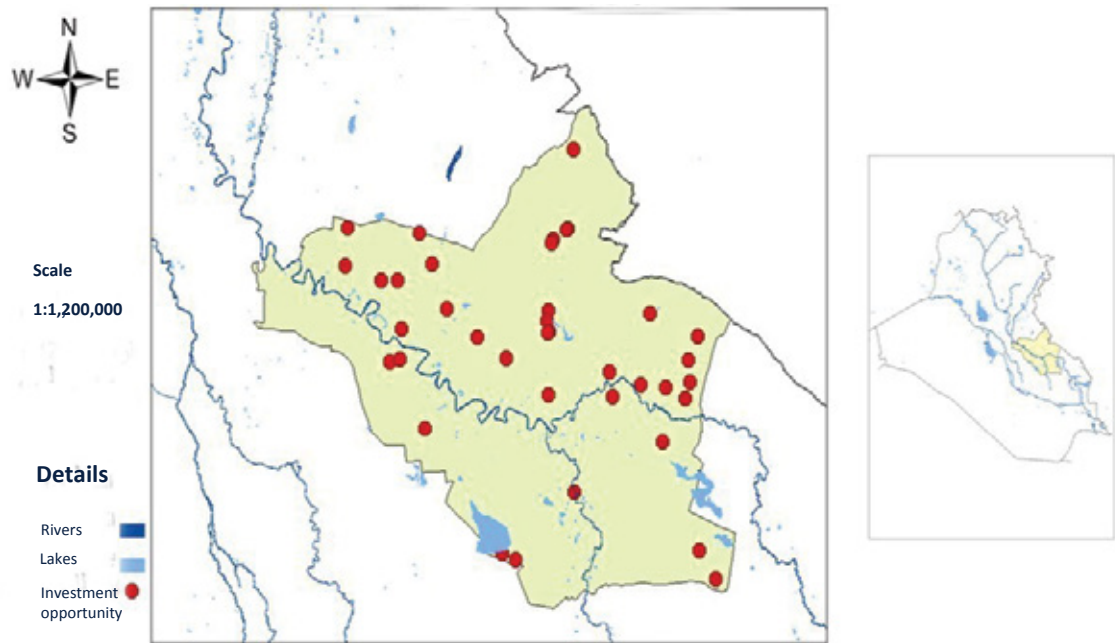 N
W E
S
Scale
1:1,200,000
Details
Rivers
Lakes
Investment
opportunity